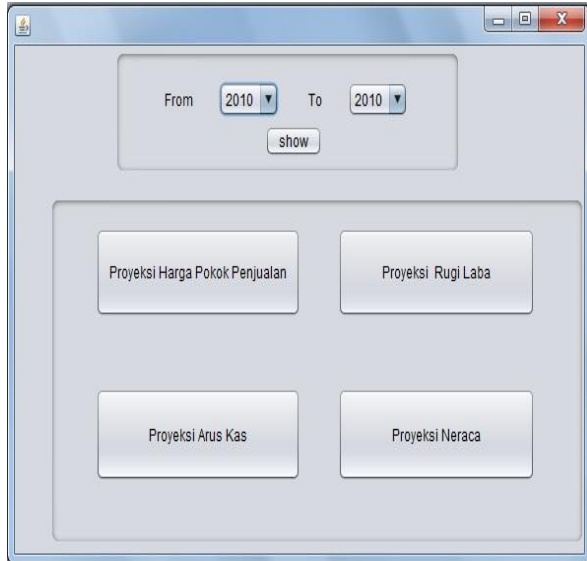 From 2010 To 2010
show
Proyeksi Harga Pokok Penjualan
Proyeksi Rugi Laba
Proyeksi Arus Kas
Proyeksi Neraca